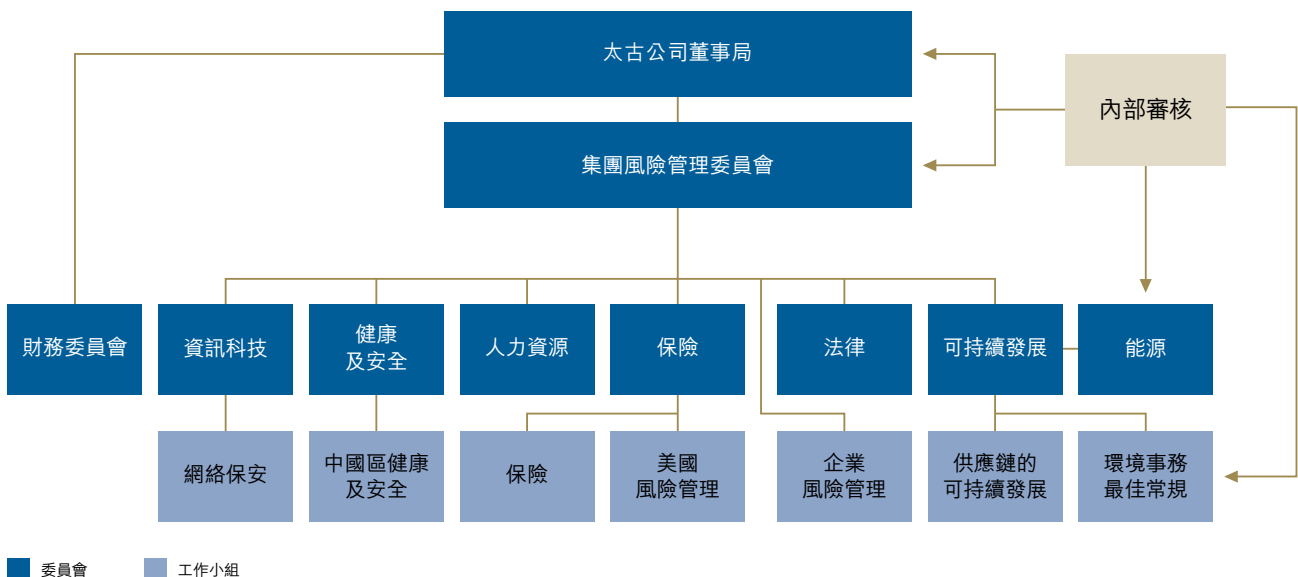 太古公司董事局
內部審核
集團風險管理委員會
財務委員會
資訊科技
健康
及安全
人力資源
保險
法律
可持續發展
能源
網絡保安
中國區健康
及安全
保險
美國
風險管理
企業
風險管理
供應鏈的
可持續發展
環境事務
最佳常規
委員會
工作小組